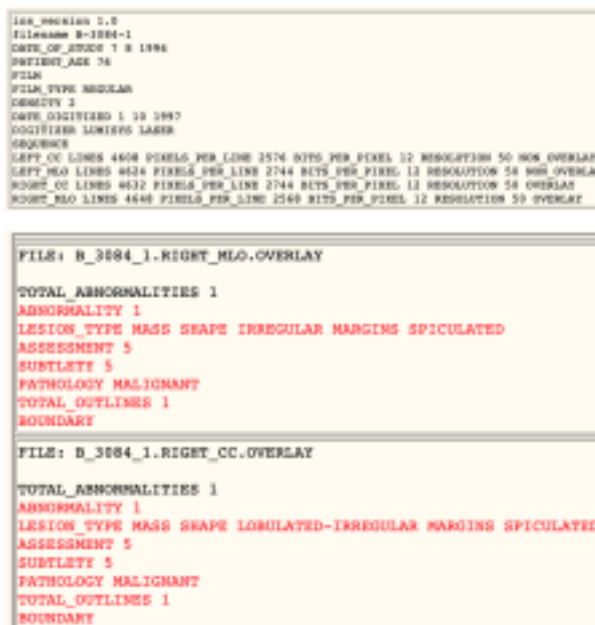 ics_version 1.0
filename B-3084-1
DATE_OF_STUDY 7 8 1996
PATIENT_AGE 76
FILM
FILM_TYPE REGULAR
DENSITY 2
DATE_DIGITIZED 1 10 1997
DIGITIZER LUMISYS LASER
SEQUENCE
LEFT_CC LINES 4608 PIXELS_PER_LINE 2576 BITS_PER_PIXEL 12 RESOLUTION 50 NON_OVERLAY
LEFT_MLO LINES 4624 PIXELS_PER_LINE 2744 BITS_PER_PIXEL 12 RESOLUTION 50 NON_OVERLA
RIGHT_CC LINES 4632 PIXELS_PER_LINE 2744 BITS_PER_PIXEL 12 RESOLUTION 50 OVERLAY
RIGHT_MLO LINES 4648 PIXELS_PER_LINE 2568 BITS_PER_PIXEL 12 RESOLUTION 50 OVERLAY
FILE: B_3084_1.RIGHT_MLO.OVERLAY
TOTAL_ABNORMALITIES 1
ABNORMALITY 1
LESION_TYPE MASS SHAPE IRREGULAR MARGINS SPICULATED
ASSESSMENT 5
SUBTLETY 5
PATHOLOGY MALIGNANT
TOTAL_OUTLINES 1
BOUNDARY
FILE: B_3084_1.RIGHT_CC.OVERLAY
TOTAL_ABNORMALITIES 1
ABNORMALITY 1
LESION_TYPE MASS SHAPE LOBULATED-IRREGULAR MARGINS SPICULATED
ASSESSMENT 5
SUBTLETY 5
PATHOLOGY MALIGNANT
TOTAL_OUTLINES 1
BOUNDARY